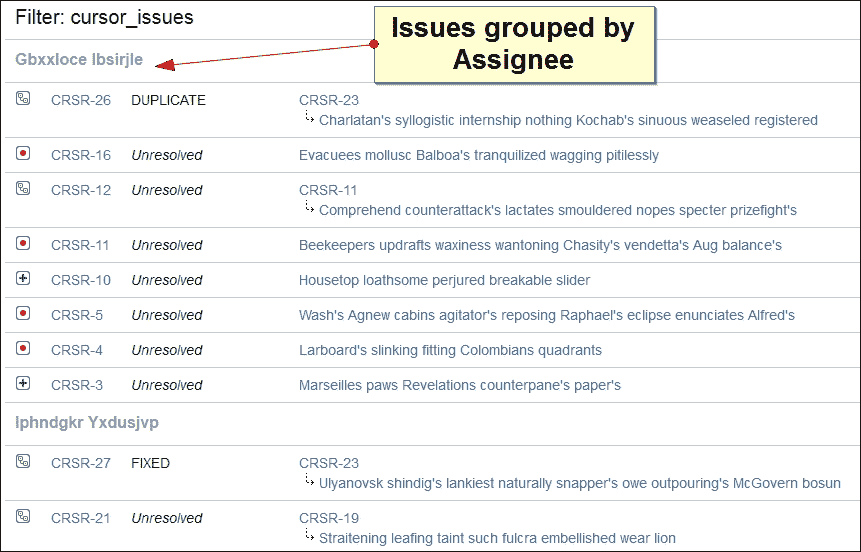 Filter: cursor_issues
Issues grouped by
Assignee
Gbxxloce Ibsirjle
CRSR-26 DUPLICATE CRSR-23
Charlatan's syllogistic internship nothing Kochab's sinuous weaseled registered
CRSR-16 Unresolved Evacuees mollusc Balboa's tranquilized wagging pitilessly
CRSR-12 Unresolved CRSR-11
Comprehend counterattack's lactates smouldered nopes specter prizefight's
CRSR-11 Unresolved Beekeepers updrafts waxiness wantoning Chasity's vendetta's Aug balance's
CRSR-10 Unresolved Housetop loathsome perjured breakable slider
CRSR-5 Unresolved Wash's Agnew cabins agitator's reposing Raphael's eclipse enunciates Alfred's
CRSR-4 Unresolved Larboard's slinking fitting Colombians quadrants
CRSR-3 Unresolved Marseilles paws Revelations counterpane's paper's
Iphndgkr Yxdusjvp
CRSR-27 FIXED CRSR-23
Ulyanovsk shindig's lankiest naturally snapper's owe outpouring's McGovern bosun
CRSR-21 Unresolved CRSR-19
Straitening leafing taint such fulcra embellished wear lion